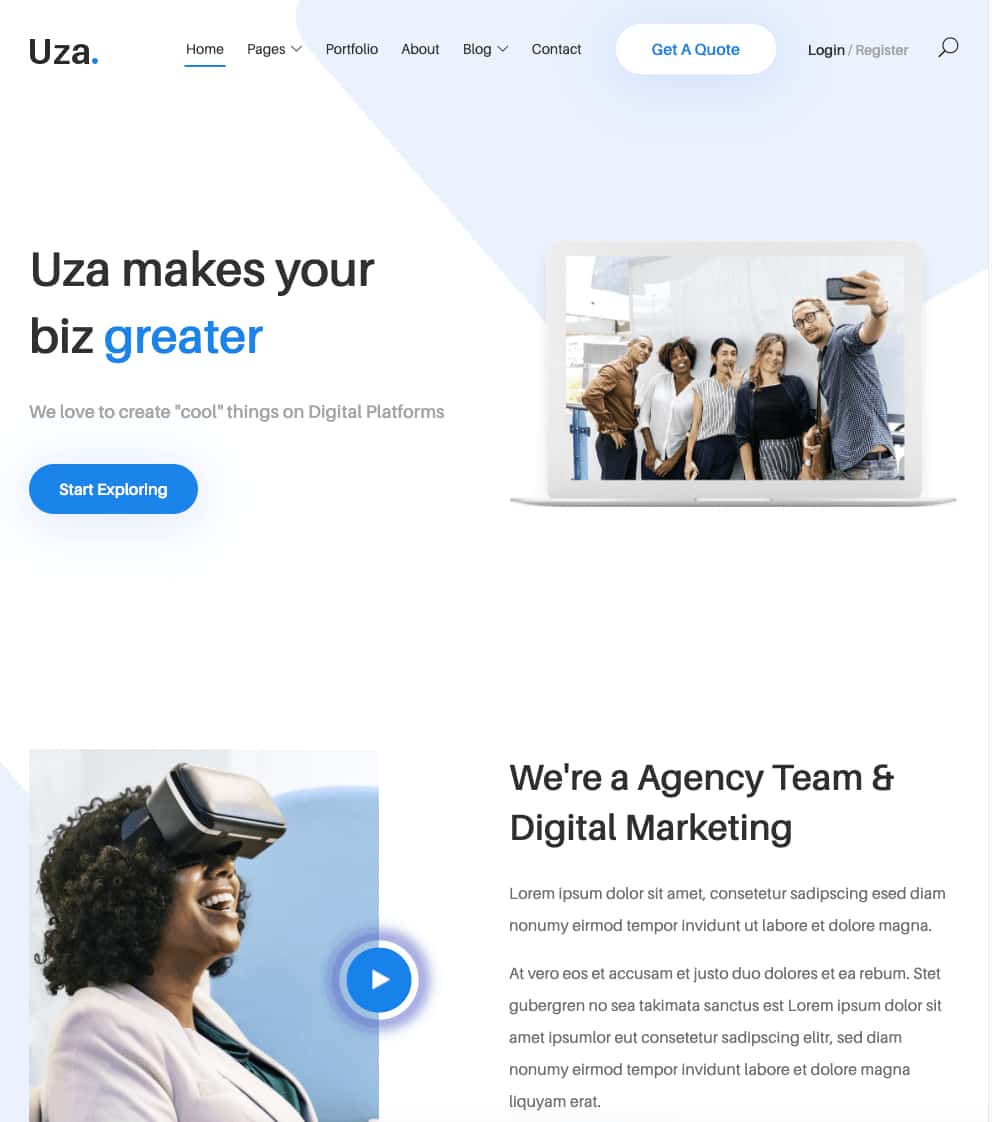 Uza.
Home Pages Portfolio About Blog Contact Get A Quote Login / Register
Uza makes your
biz greater
We love to create "cool" things on Digital Platforms
Start Exploring
We're a Agency Team &
Digital Marketing
Lorem ipsum dolor sit amet, consetetur sadipscing esed diam
nonumy eirmod tempor invidunt ut labore et dolore magna.
At vero eos et accusam et justo duo dolores et ea rebum. Stet
gubergren no sea takimata sanctus est Lorem ipsum dolor sit
amet ipsumlor eut consetetur sadipscing elitr, sed diam
nonumy eirmod tempor invidunt labore et dolore magna
liquyam erat.